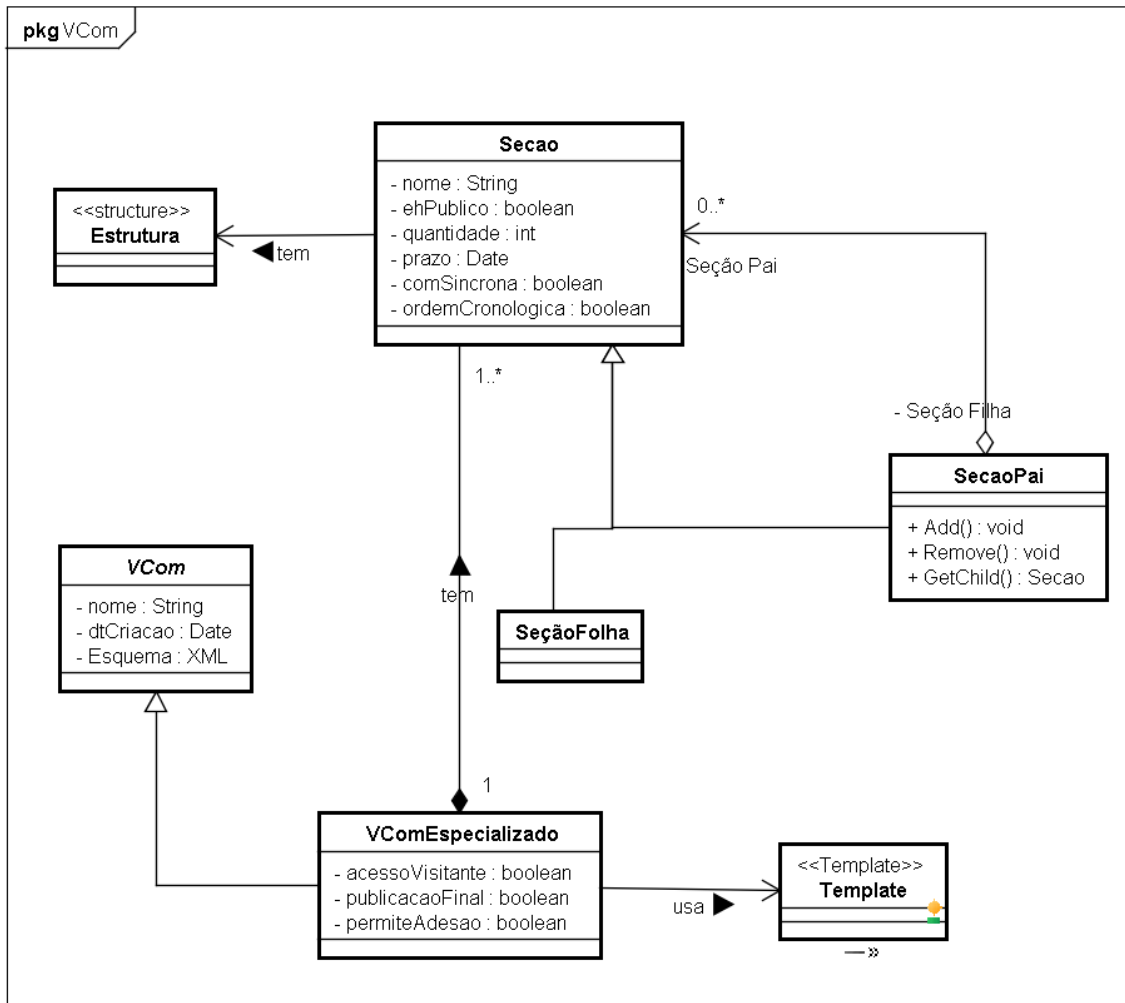 pkg VCom
Secao
- nome : String
- ehPublico : boolean
- quantidade : int
- prazo : Date
- comSincrona : boolean
- ordemCronologica : boolean
<<structure>>
Estrutura
tem
0..*
Seção Pai
1..*
- Seção Filha
SecaoPai
+ Add() : void
+ Remove() : void
+ GetChild() : Secao
VCom
- nome : String
- dtCriacao : Date
- Esquema : XML
tem
SeçãoFolha
1
VComEspecializado
- acessoVisitante : boolean
- publicacaoFinal : boolean
- permiteAdesao : boolean
usa
<<Template>>
Template
—»